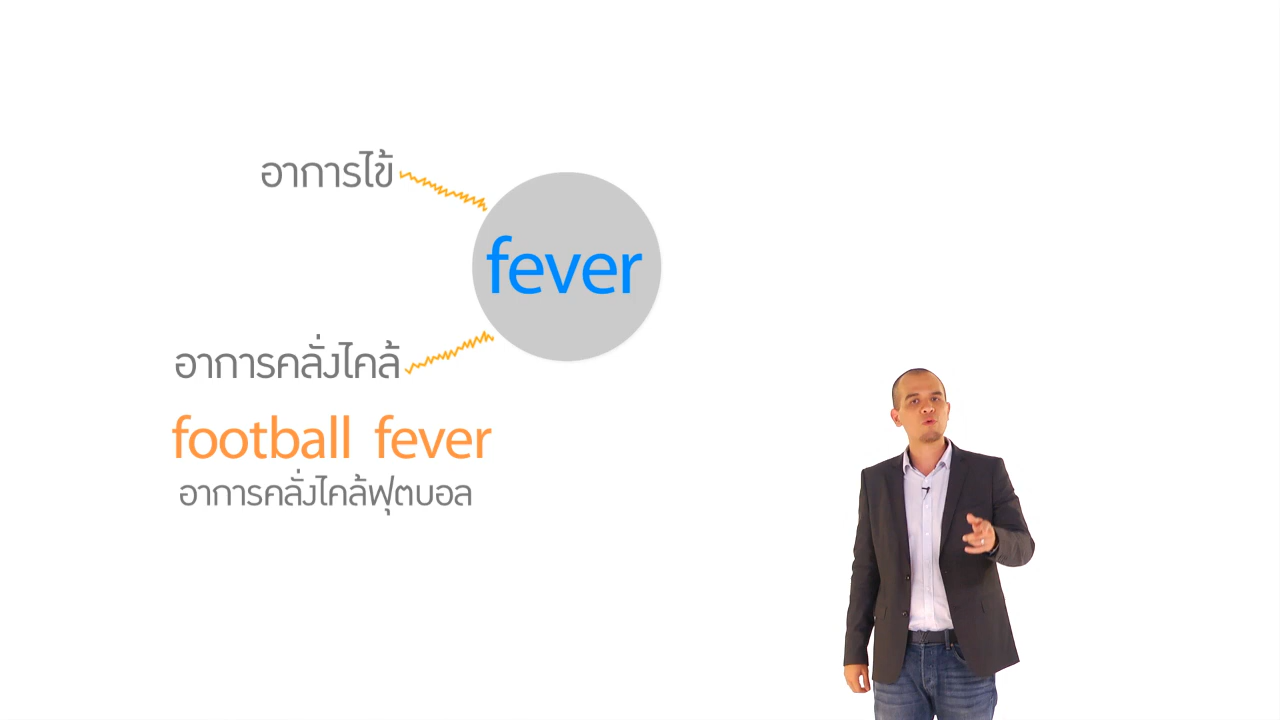 อาการไข้
fever
อาการคลั่งไคล้
football fever
อาการคลั่งไคล้ฟุตบอล